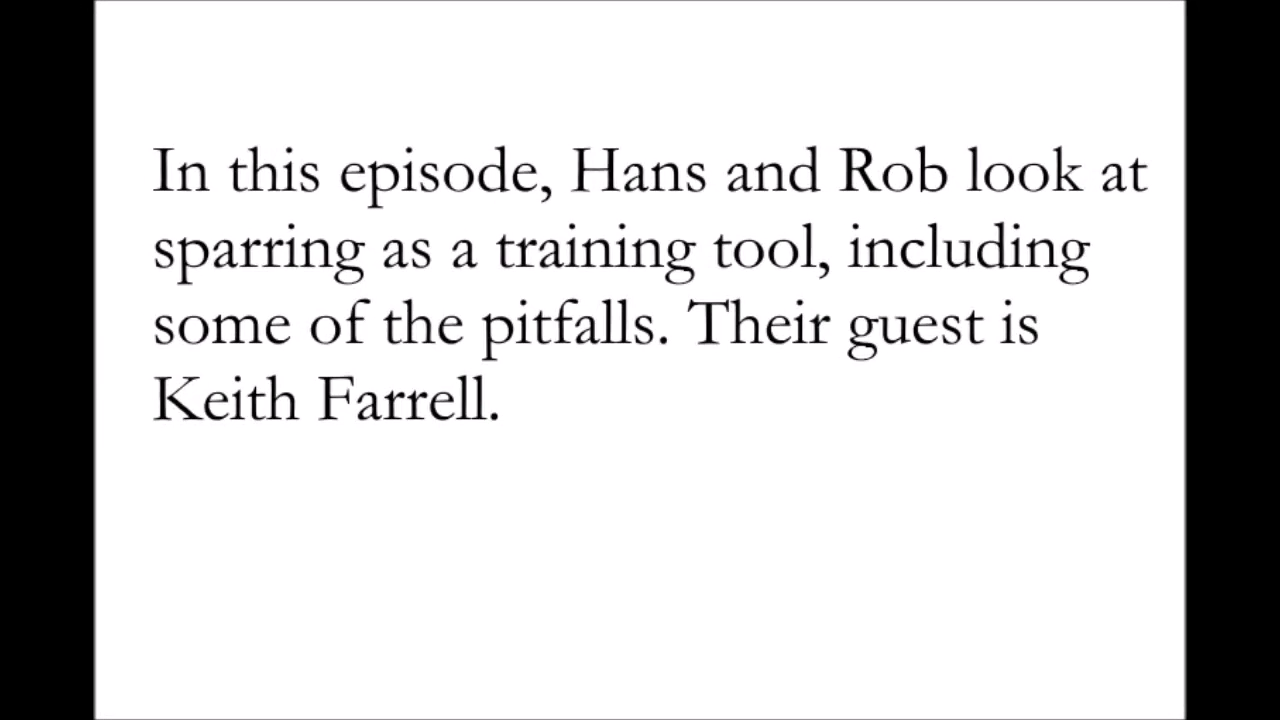 In this episode, Hans and Rob look at
sparring as a training tool, including
some of the pitfalls. Their guest is
Keith Farrell.